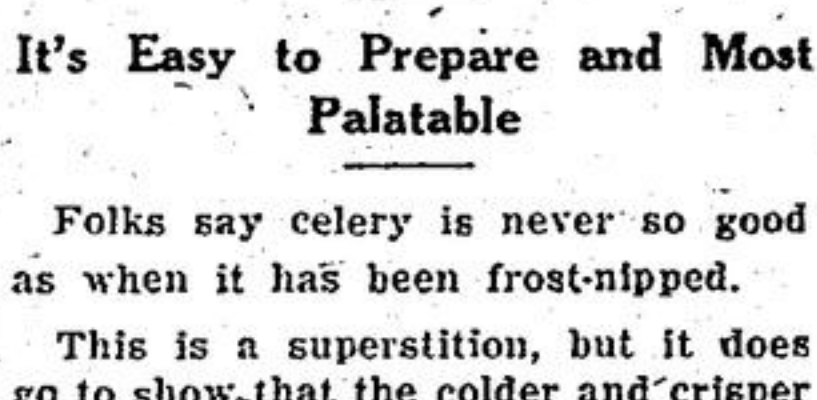 It's Easy to Prepare and Most
Palatable
Folks say celery is never so good
as when it has been frost-nipped.
This is a superstition, but it does
go to show that the colder and crisper